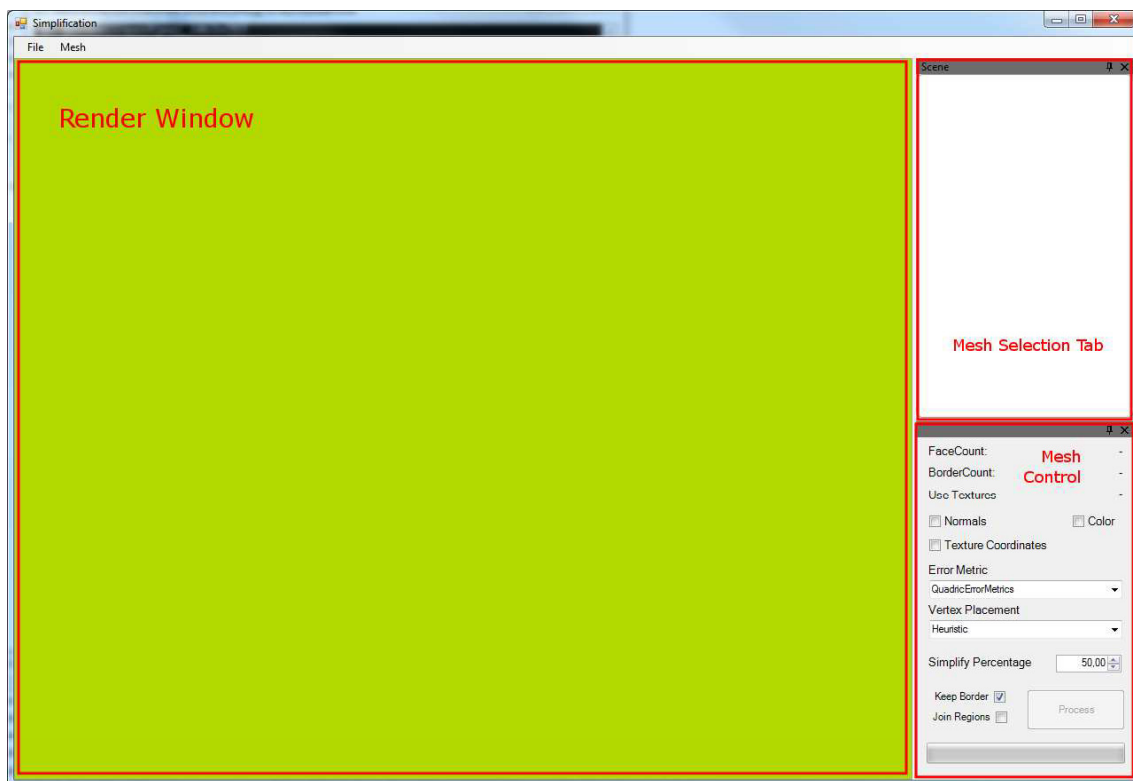 Simplification
File Mesh
Render Window
Scene
Mesh Selection Tab
FaceCount: -
Mesh
Control
BorderCount: -
Use Textures -
Normals Color
Texture Coordinates
Error Metric
QuadricErrorMetrics
Vertex Placement
Heuristic
Simplify Percentage 50,00
Keep Border
Join Regions
Process